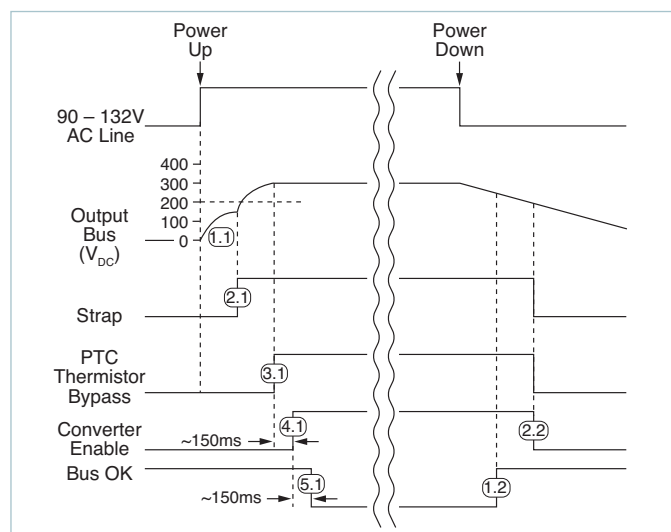 Power
Up
Power
Down
90 – 132V
AC Line
400
300
200
100
0
Output
Bus
(VDC)
1.1
2.1
Strap
PTC
Thermistor
Bypass
3.1
Converter
Enable
~150ms
4.1
2.2
Bus OK
~150ms
5.1
1.2